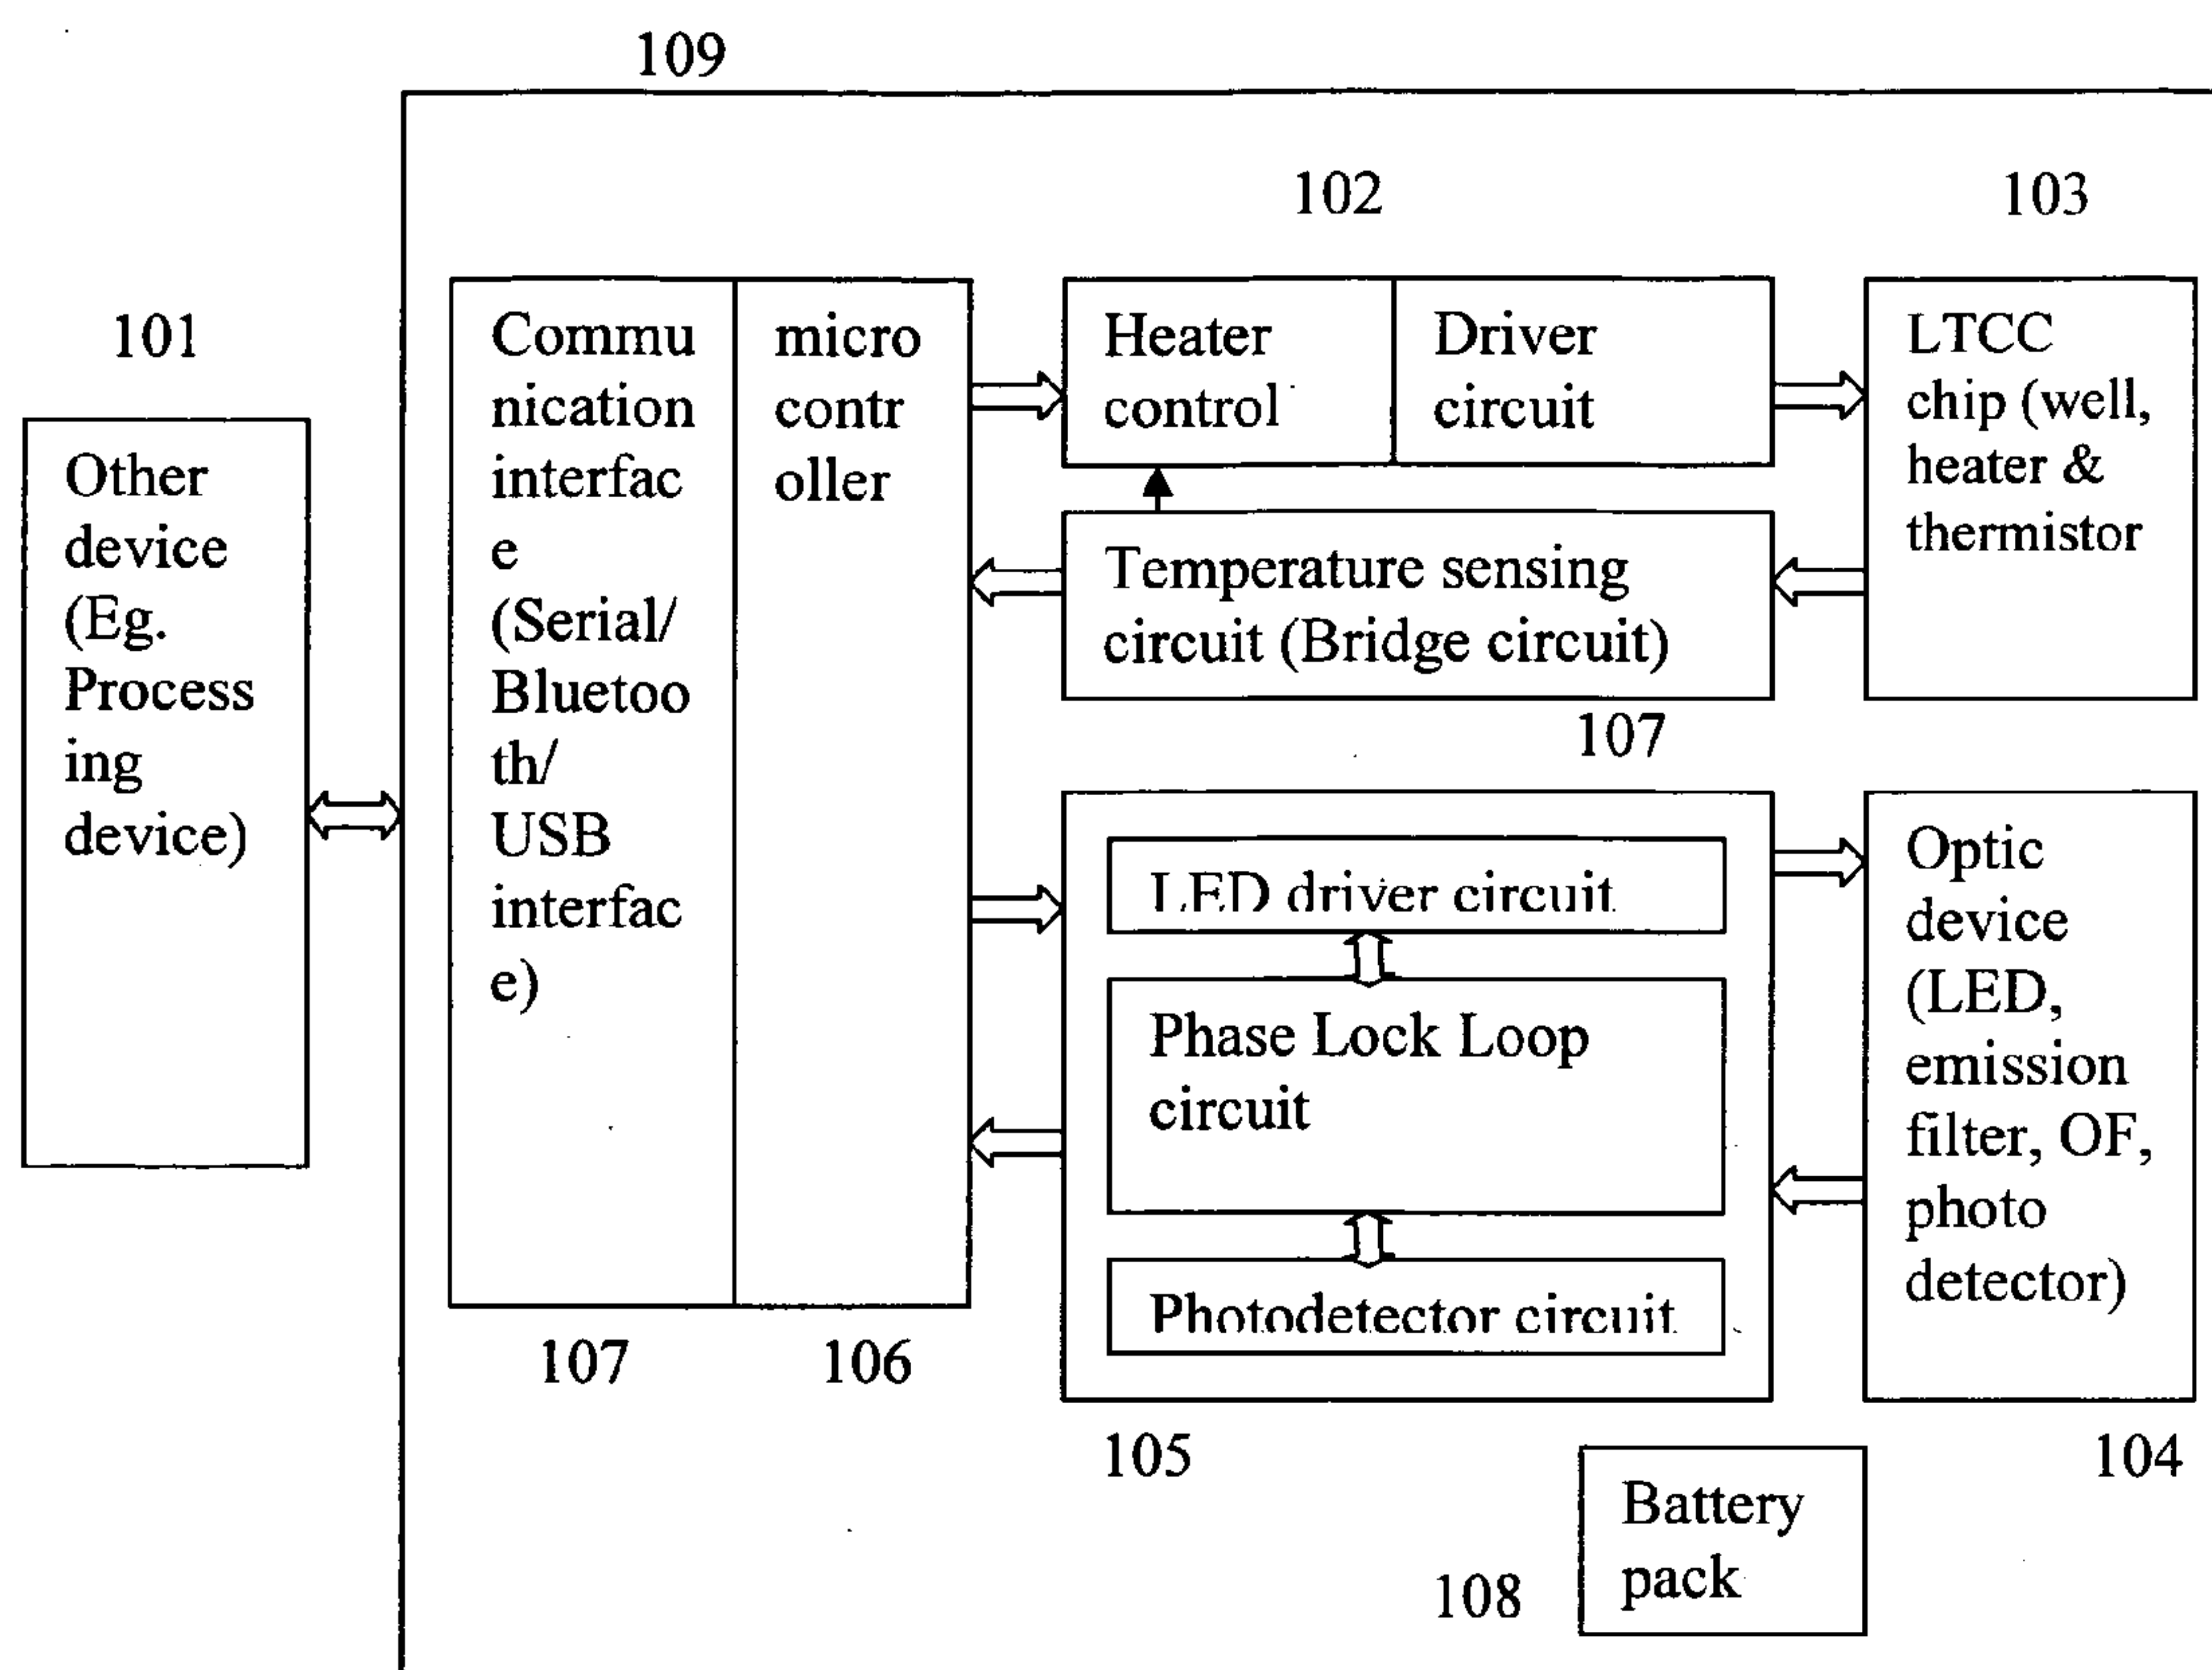 109
102
103
101
Commu
nication
interfac
e
(Serial/
Bluetoo
th/
USB
interfac
e)
micro
contr
oller
Heater
control
Driver
circuit
LTCC
chip (well,
heater &
thermistor
Other
device
(Eg.
Process
ing
device)
Temperature sensing
circuit (Bridge circuit)
107
LED driver circuit
Phase Lock Loop
circuit
Photodetector circuit
Optic
device
(LED,
emission
filter, OF,
photo
detector)
107
106
105
104
Battery
pack
108